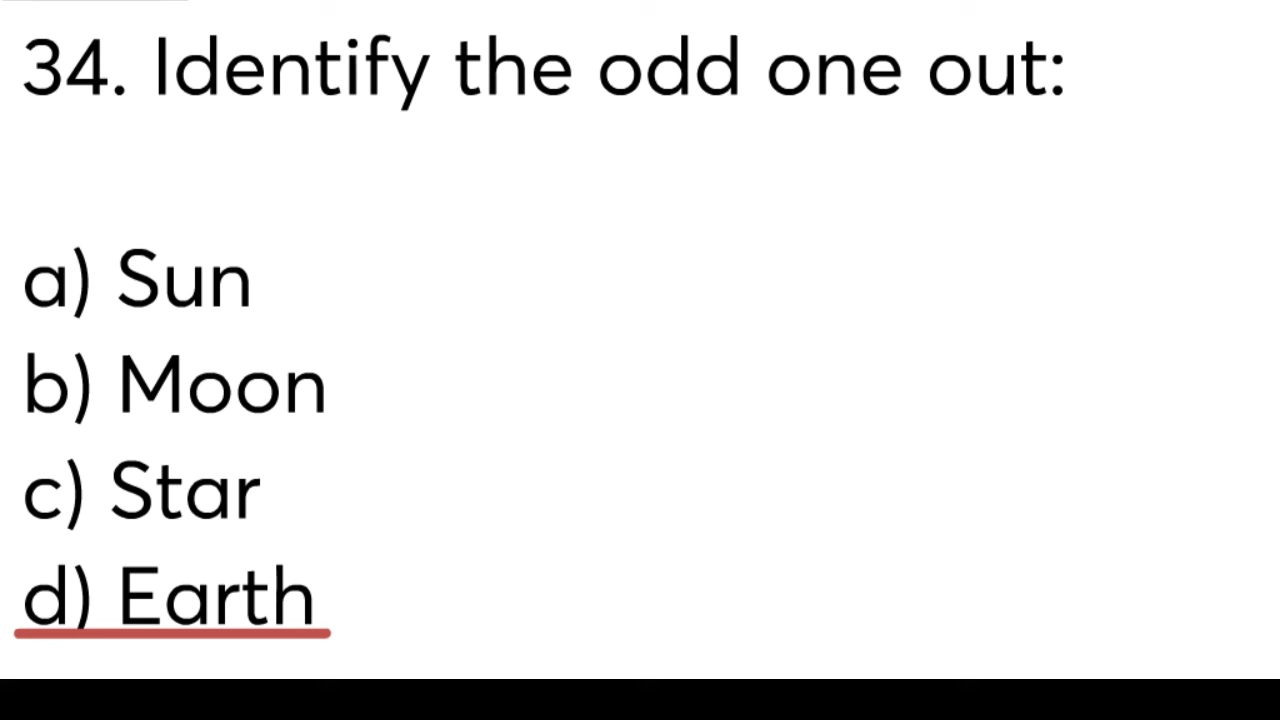 34. Identify the odd one out:
a) Sun
b) Moon
c) Star
d) Earth